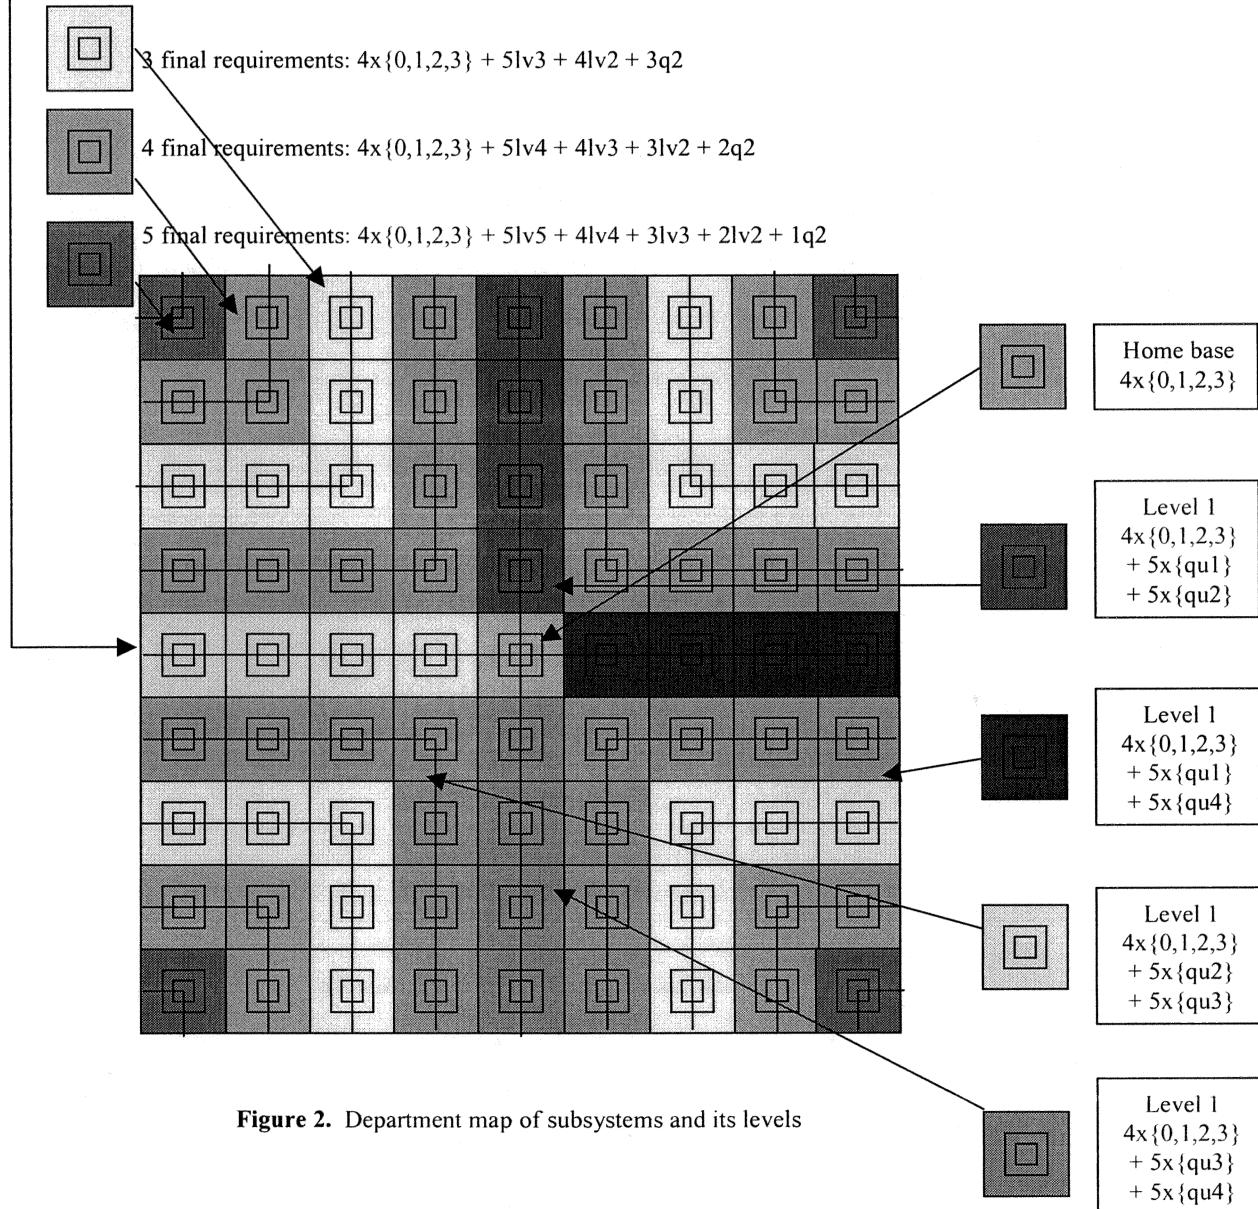 3 final requirements: 4x{0,1,2,3} + 5lv3 + 4lv2 + 3q2
4 final requirements: 4x{0,1,2,3} + 5lv4 + 4lv3 + 3lv2 + 2q2
5 final requirements: 4x{0,1,2,3} + 5lv5 + 4lv4 + 3lv3 + 2lv2 + 1q2
Home base
4x{0,1,2,3}
Level 1
4x{0,1,2,3}
+ 5x{qu1}
+ 5x{qu2}
Level 1
4x{0,1,2,3}
+ 5x{qu1}
+ 5x{qu4}
Level 1
4x{0,1,2,3}
+ 5x{qu2}
+ 5x{qu3}
Level 1
4x{0,1,2,3}
+ 5x{qu3}
+ 5x{qu4}
Figure 2. Department map of subsystems and its levels